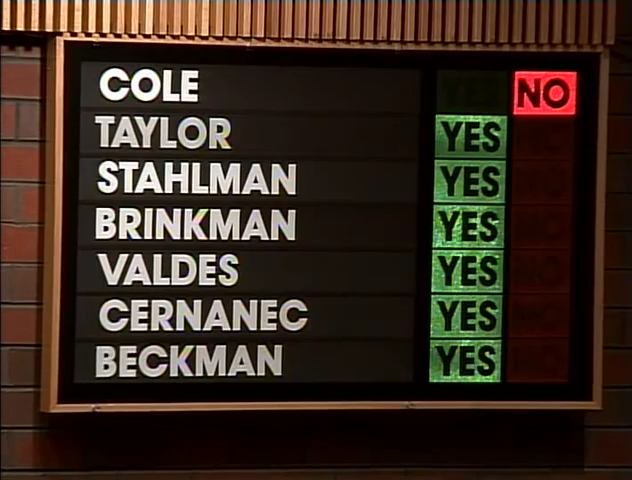 COLE NO
TAYLOR YES
STAHLMAN YES
BRINKMAN YES
VALDES YES
CERNANEC YES
BECKMAN YES